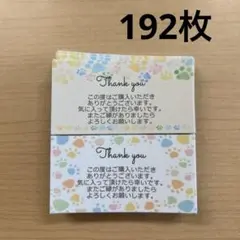 192枚
Thank you
この度はご購入いただき
ありがとうございます。
気に入って頂けたら幸いです。
またご縁がありましたら
よろしくお願いします。
Thank you
この度はご購入いただき
ありがとうございます。
気に入って頂けたら幸いです。
またご縁がありましたら
よろしくお願いします。